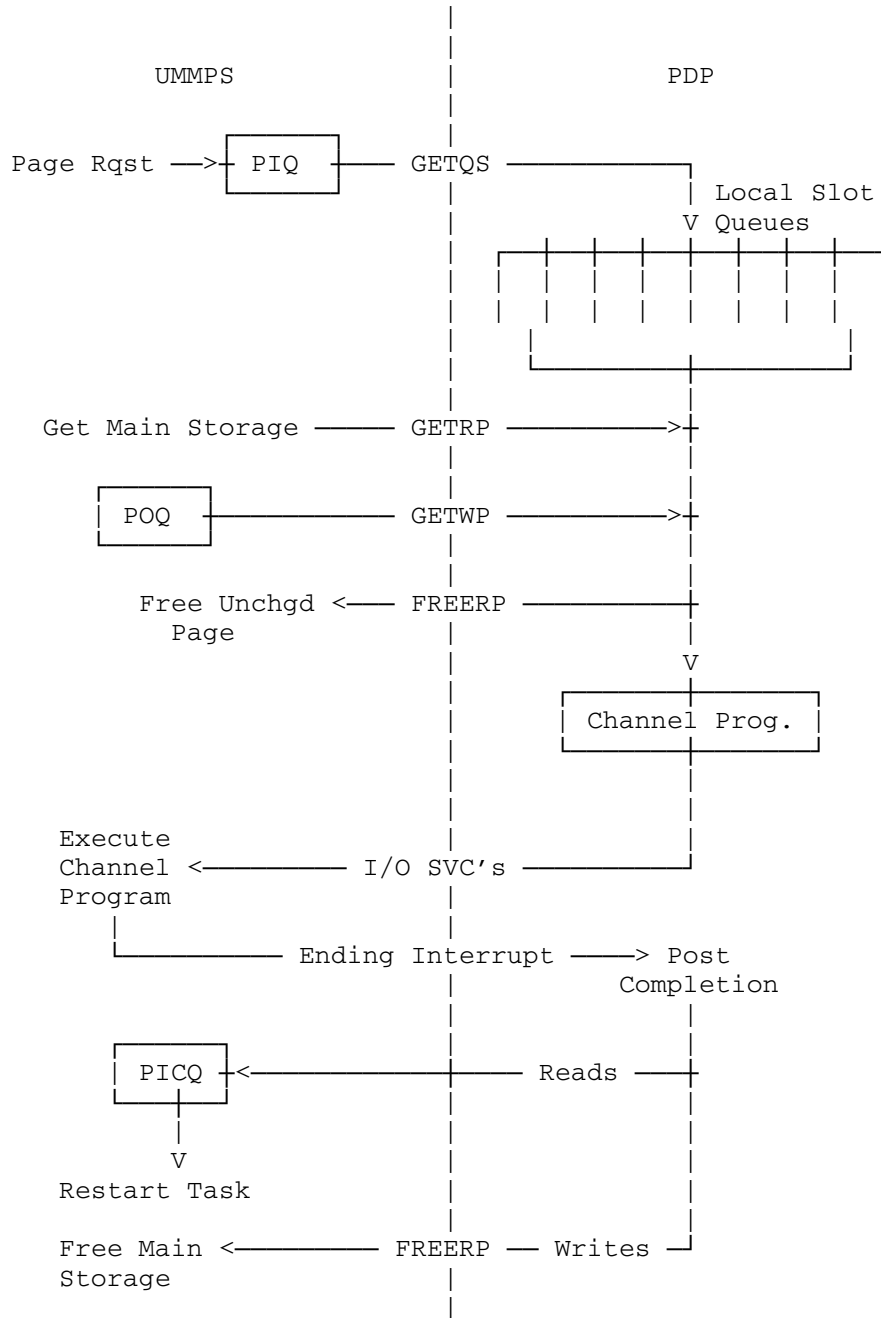 UMMPS PDP
Page Rqst —> PIQ —— GETQS
Local Slot
V Queues
Get Main Storage —— GETRP ——>
POQ —— GETWP ——>
Free Unchgd <—— FREERP
Page
V
Channel Prog.
Execute
Channel <—— I/O SVC's
Program
Ending Interrupt ——> Post
Completion
PICQ <—— Reads
V
Restart Task
Free Main <—— FREERP —— Writes
Storage